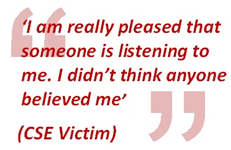 ‘I am really pleased that
someone is listening to
me. I didn’t think anyone
believed me’
(CSE Victim)